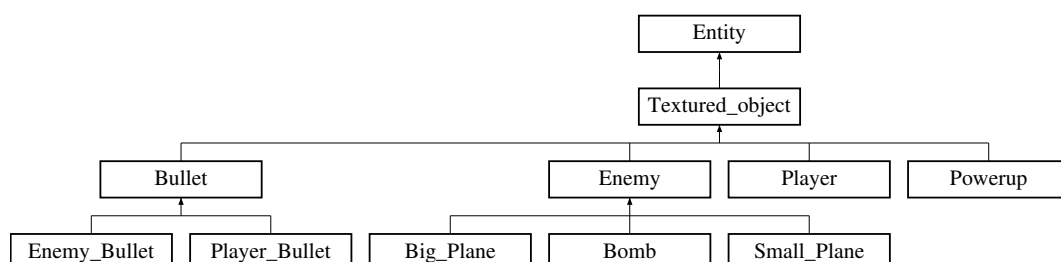 Entity
Textured_object
Bullet Enemy Player Powerup
Enemy_Bullet Player_Bullet Big_Plane Bomb Small_Plane